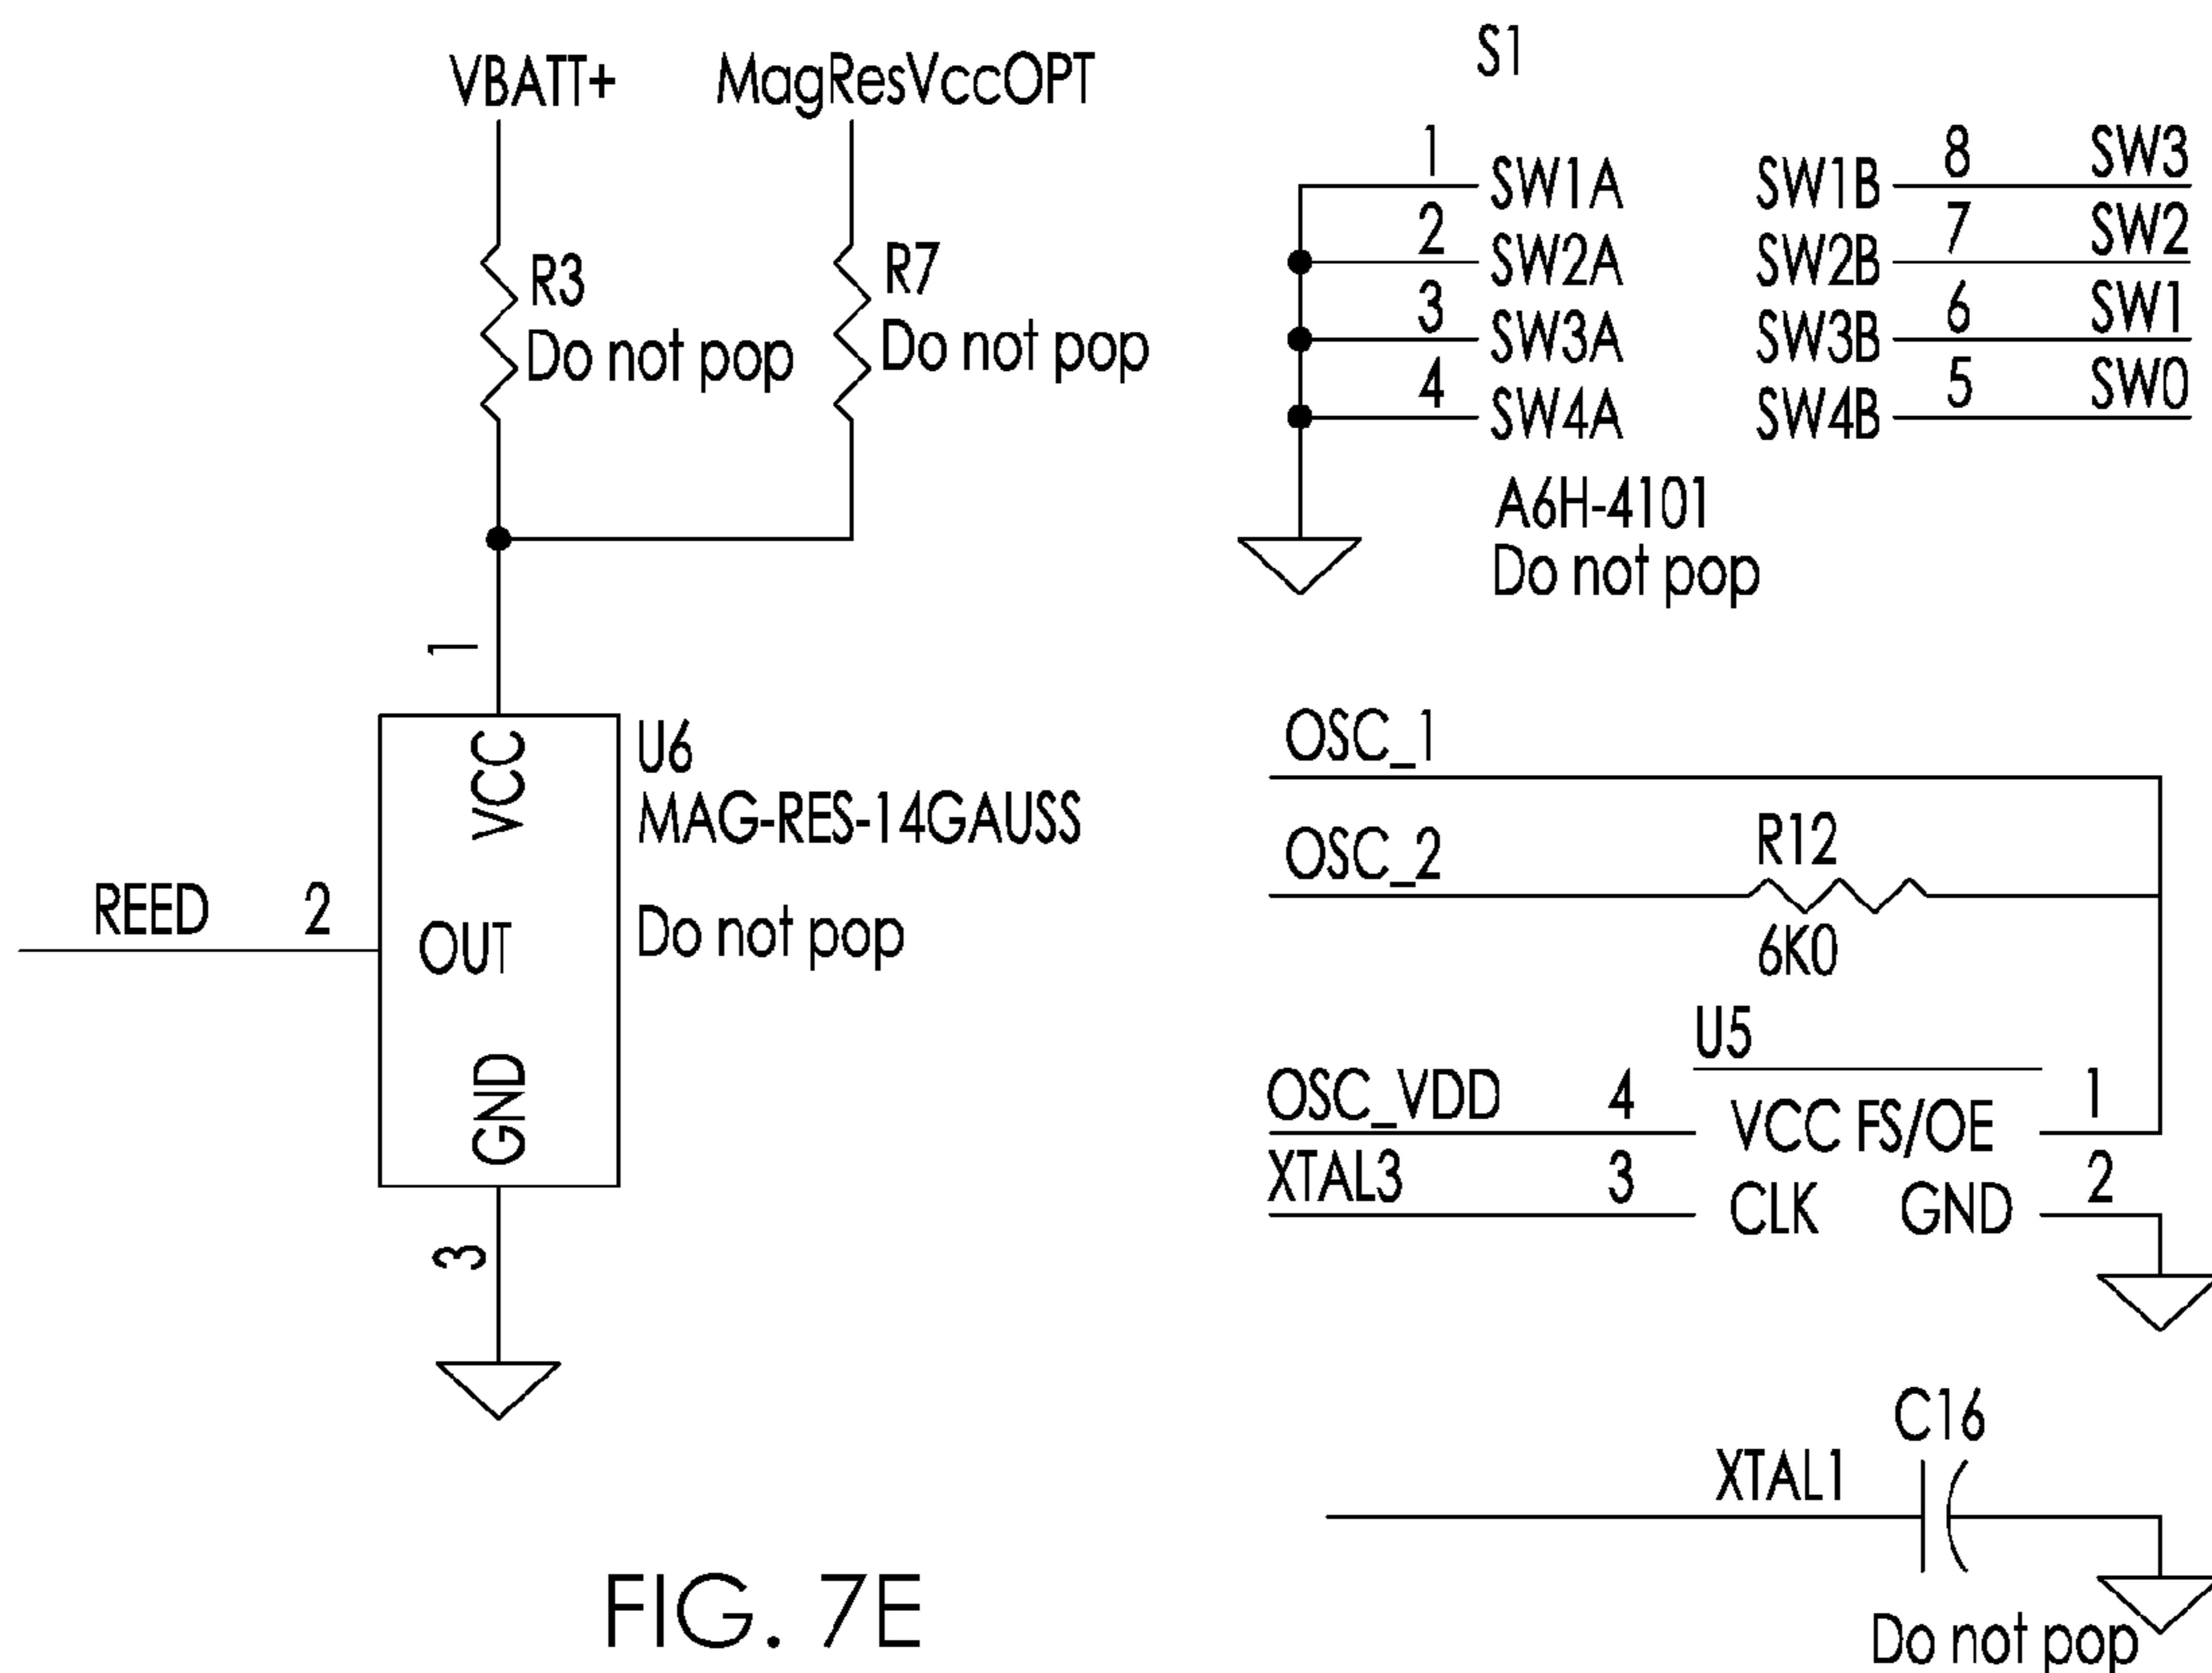 VBATT+
MagResVccOPT
R3
Do not pop
R7
Do not pop
1
U6
MAG-RES-14GAUSS
Do not pop
VCC
OUT
GND
REED 2
3
S1
1 SW1A SW1B 8 SW3
2 SW2A SW2B 7 SW2
3 SW3A SW3B 6 SW1
4 SW4A SW4B 5 SW0
A6H-4101
Do not pop
OSC_1
OSC_2
R12
6K0
U5
OSC_VDD 4 VCC FS/OE 1
XTAL3 3 CLK GND 2
C16
XTAL1
Do not pop
FIG. 7E